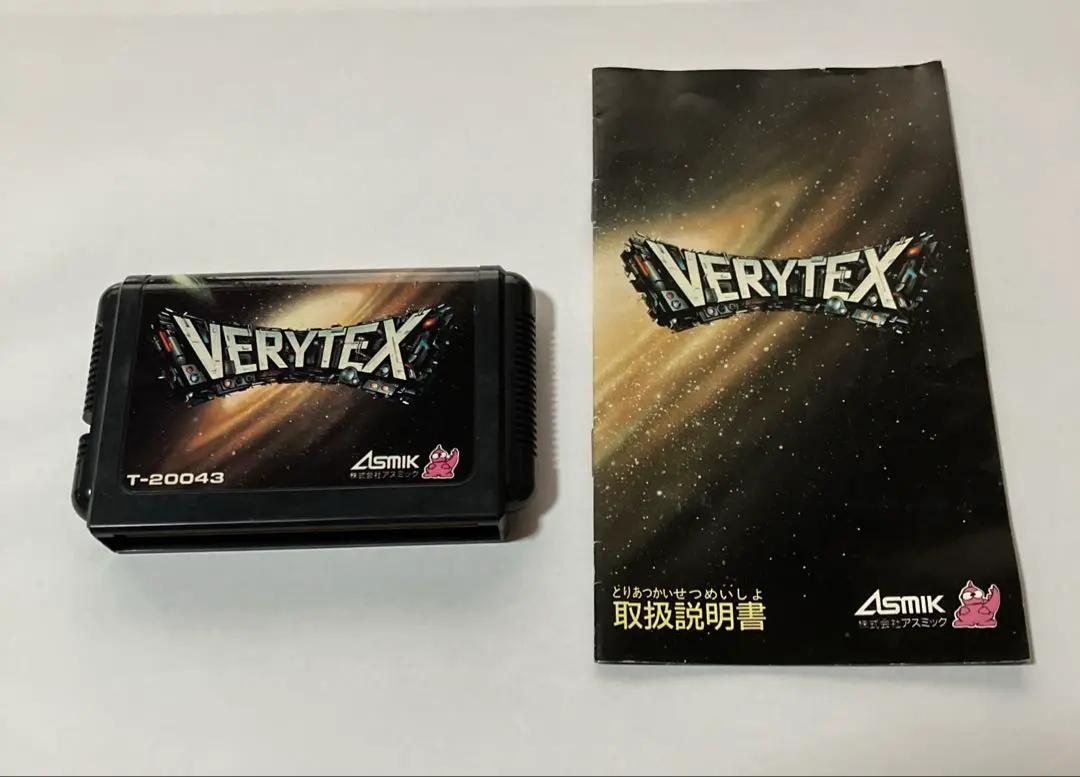 VERYTEX
T-20043
ASMIK
株式会社アスミック
VERYTEX
とりあつかいせつめいしょ
取扱説明書
ASMIK
株式会社アスミック